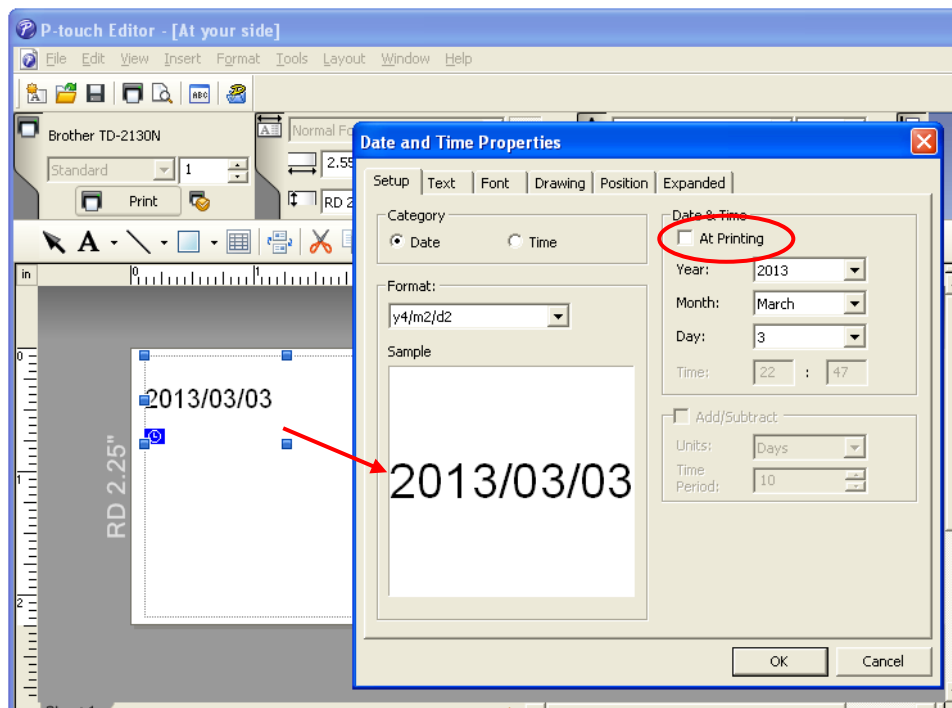 P-touch Editor - [At your side]
File Edit View Insert Format Tools Layout Window Help
ABC
Brother TD-2130N
Standard 1
Print
A Normal
2.55
RD 2
A
in 0 1
0
1
2
RD 2.25"
2013/03/03
Date and Time Properties
Setup Text Font Drawing Position Expanded
Category
Date Time
Format:
y4/m2/d2
Sample
2013/03/03
Date & Time
At Printing
Year: 2013
Month: March
Day: 3
Time: 22 : 47
Add/Subtract
Units: Days
Time
Period: 10
OK Cancel